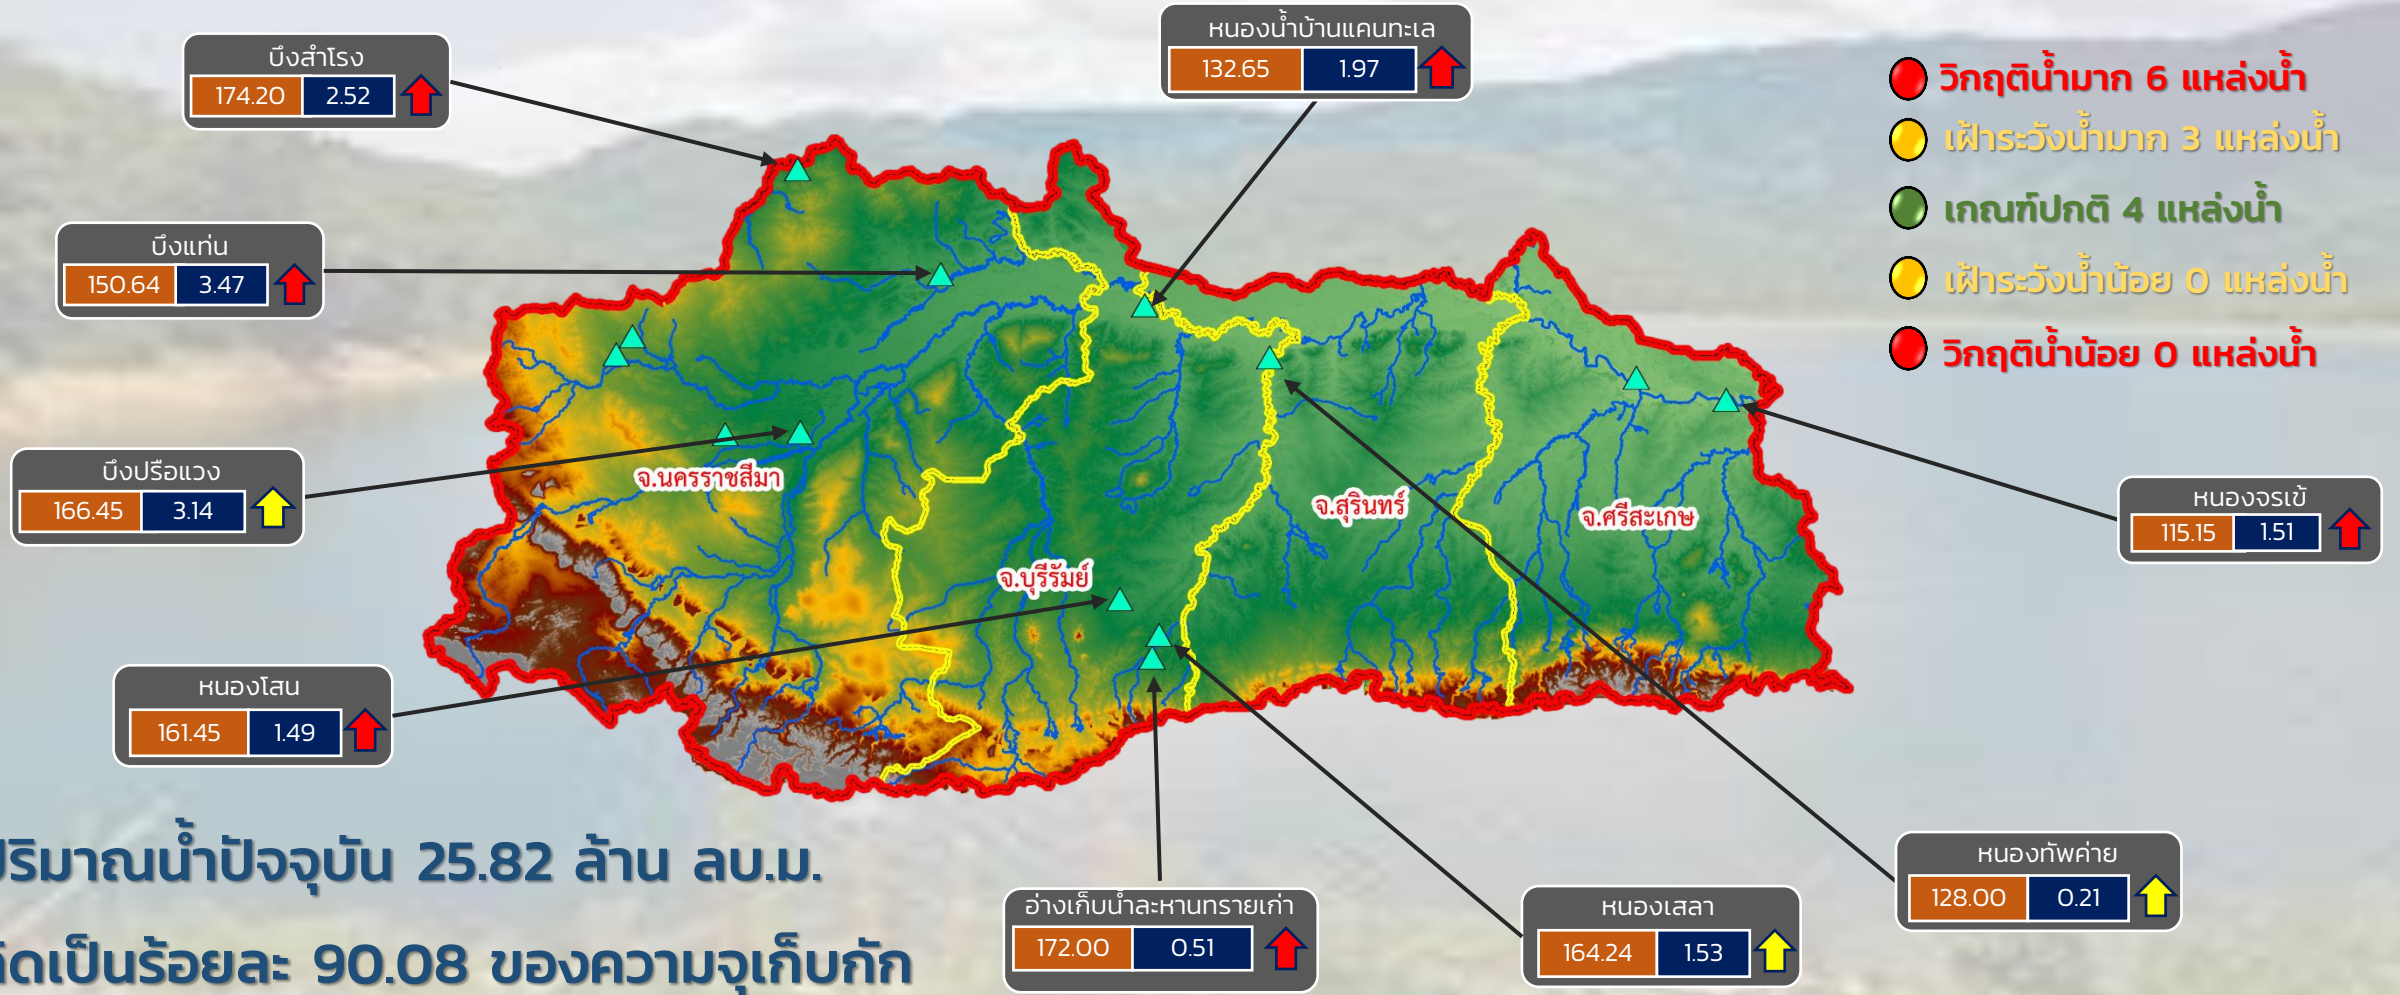 บึงสำโรง
174.20 2.52
หนองน้ำบ้านแคนทะเล
132.65 1.97
วิกฤติน้ำมาก 6 แหล่งน้ำ
เฝ้าระวังน้ำมาก 3 แหล่งน้ำ
เกณฑ์ปกติ 4 แหล่งน้ำ
เฝ้าระวังน้ำน้อย 0 แหล่งน้ำ
วิกฤติน้ำน้อย 0 แหล่งน้ำ
บึงแท่น
150.64 3.47
บึงปรือแวง
166.45 3.14
จ.นครราชสีมา
จ.สุรินทร์
จ.ศรีสะเกษ
จ.บุรีรัมย์
หนองจรเข้
115.15 1.51
หนองโสน
161.45 1.49
ปริมาณน้ำปัจจุบัน 25.82 ล้าน ลบ.ม.
คิดเป็นร้อยละ 90.08 ของความจุเก็บกัก
อ่างเก็บน้ำละหานทรายเก่า
172.00 0.51
หนองเสลา
164.24 1.53
หนองทัพค่าย
128.00 0.21